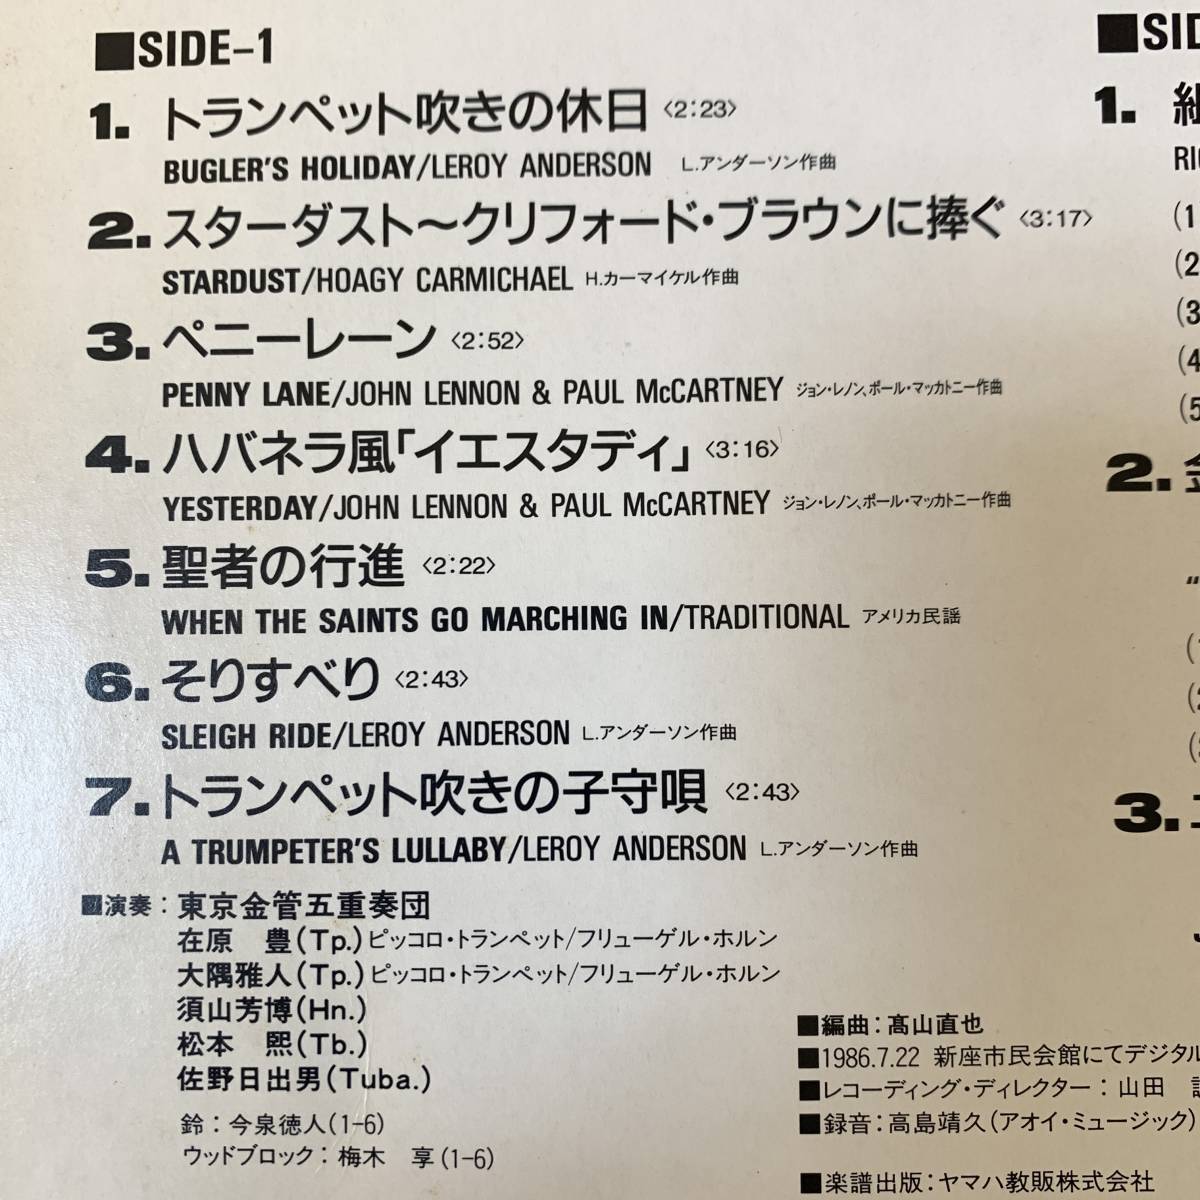 ■SIDE-1
1. トランペット吹きの休日〈2:23〉
BUGLER'S HOLIDAY/LEROY ANDERSON L.アンダーソン作曲
2. スターダスト〜クリフォード・ブラウンに捧ぐ〈3:17〉
STARDUST/HOAGY CARMICHAEL H.カーマイケル作曲
3. ペニーレーン〈2:52〉
PENNY LANE/JOHN LENNON & PAUL McCARTNEY ジョン・レノン、ポール・マッカトニー作曲
4. ハバネラ風「イエスタディ」〈3:16〉
YESTERDAY/JOHN LENNON & PAUL McCARTNEY ジョン・レノン、ポール・マッカトニー作曲
5. 聖者の行進〈2:22〉
WHEN THE SAINTS GO MARCHING IN/TRADITIONAL アメリカ民謡
6. そりすべり〈2:43〉
SLEIGH RIDE/LEROY ANDERSON L.アンダーソン作曲
7. トランペット吹きの子守唄〈2:43〉
A TRUMPETER'S LULLABY/LEROY ANDERSON L.アンダーソン作曲
■演奏：東京金管五重奏団
在原 豊(Tp.)ピッコロ・トランペット/フリューゲル・ホルン
大隅雅人(Tp.)ピッコロ・トランペット/フリューゲル・ホルン
須山芳博(Hn.)
松本 煕(Tb.)
佐野日出男(Tuba.)
鈴：今泉徳人(1-6)
ウッドブロック：梅木 享(1-6)
■SID
1.
RI
(1
(2
(3
(4
(5
2.
"
(1
(2
(3
3.
■編曲：髙山直也
■1986.7.22 新座市民会館にてデジタル
■レコーディング・ディレクター：山田
■録音：高島靖久(アオイ・ミュージック)
■楽譜出版：ヤマハ教販株式会社